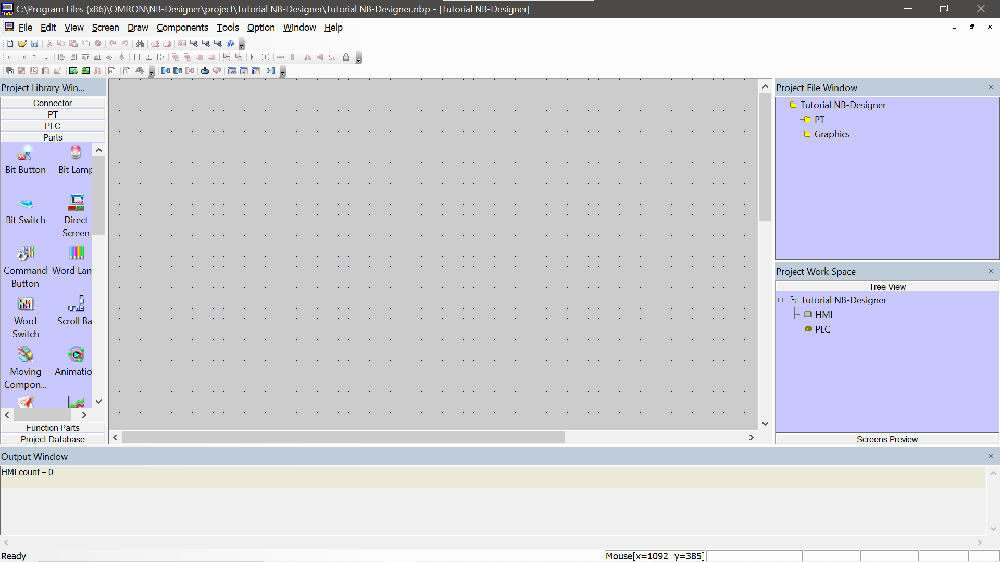 C:\Program Files (x86)\OMRON\NB-Designer\project\Tutorial NB-Designer\Tutorial NB-Designer.nbp - [Tutorial NB-Designer]
File Edit View Screen Draw Components Tools Option Window Help
Project Library Win...
Connector
PT
PLC
Parts
Bit Button
Bit Lamp
Bit Switch
Direct
Screen
Command
Button
Word Lam
Word
Switch
Scroll Ba
Moving
Compon...
Animatio
Function Parts
Project Database
Project File Window
Tutorial NB-Designer
PT
Graphics
Project Work Space
Tree View
Tutorial NB-Designer
HMI
PLC
Screens Preview
Output Window
HMI count = 0
Ready
Mouse[x=1092 y=385]